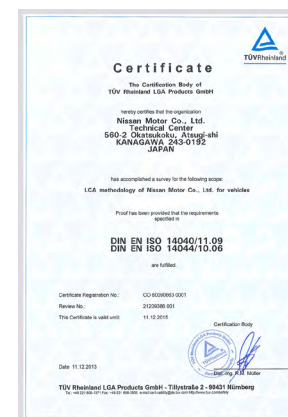 TÜVRheinland
Certificate
The Certification Body of
TÜV Rheinland LGA Products GmbH
hereby certifies that the organization
Nissan Motor Co., Ltd.
Technical Center
560-2 Okatsukoku, Atsugi-shi
KANAGAWA 243-0192
JAPAN
has accomplished a survey for the following scope:
LCA methodology of Nissan Motor Co., Ltd. for vehicles
Proof has been provided that the requirements
specified in
DIN EN ISO 14040/11.09
DIN EN ISO 14044/10.06
are fulfilled.
Certificate Registration No.: CO 60090663 0001
Review No.: 21209386 001
This Certificate is valid until: 11.12.2015
Certification Body
Date 11.12.2013
Dipl.-Ing. R.M. Müller
TÜV Rheinland LGA Products GmbH - Tillystraße 2 - 90431 Nürnberg